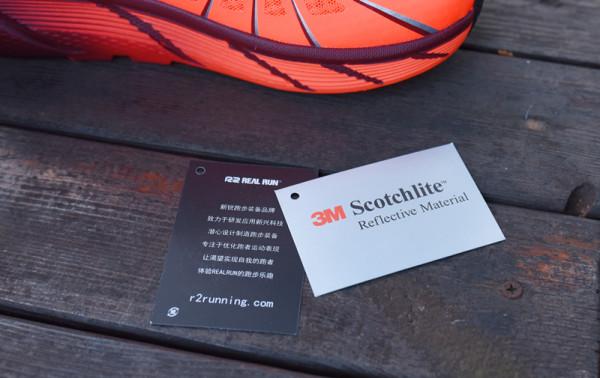 R2 REAL RUN
新锐跑步装备品牌
致力于研发应用新兴科技
潜心设计制造跑步装备
专注于优化跑者运动表现
让渴望实现自我的跑者
体验REALRUN的跑步乐趣
r2running.com
3M Scotchlite™
Reflective Material